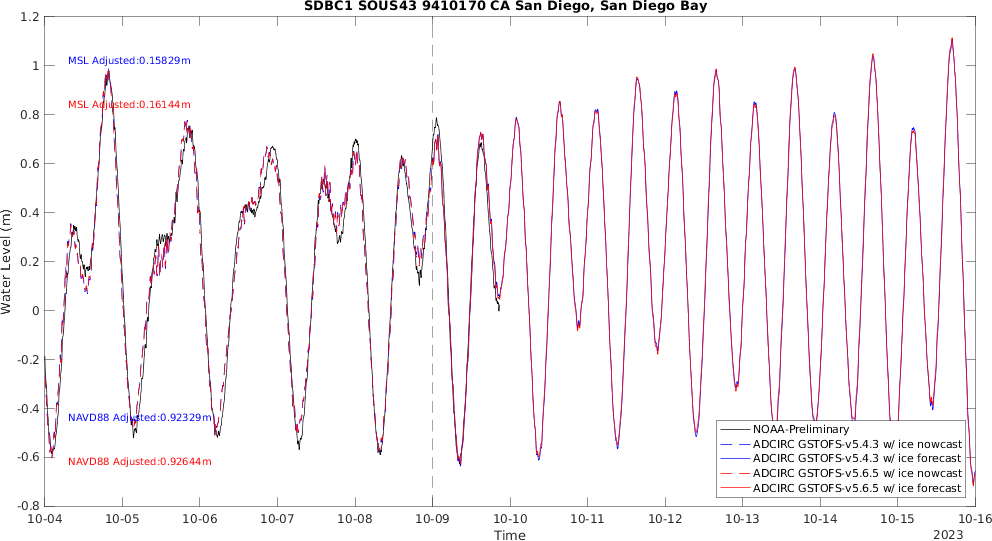 SDBC1 SOUS43 9410170 CA San Diego, San Diego Bay
Water Level (m)
1.2
1
0.8
0.6
0.4
0.2
0
-0.2
-0.4
-0.6
-0.8
MSL Adjusted:0.15829m
MSL Adjusted:0.16144m
NAVD88 Adjusted:0.92329m
NAVD88 Adjusted:0.92644m
NOAA-Preliminary
ADCIRC GSTOFS-v5.4.3 w/ ice nowcast
ADCIRC GSTOFS-v5.4.3 w/ ice forecast
ADCIRC GSTOFS-v5.6.5 w/ ice nowcast
ADCIRC GSTOFS-v5.6.5 w/ ice forecast
10-04 10-05 10-06 10-07 10-08 10-09 10-10 10-11 10-12 10-13 10-14 10-15 10-16
Time
2023